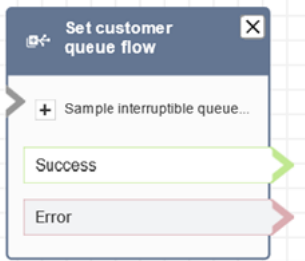 Set customer
queue flow
Sample interruptible queue...
Success
Error